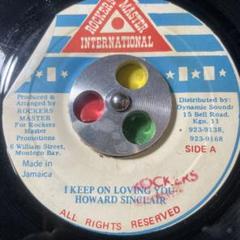 ROCKERS MASTER
INTERNATIONAL
Produced &
Arranged by
ROCKERS
MASTER
For Rockers
Master
Promotions
6 William Street,
Montego Bay.
Made in
Jamaica
Distributed by:
Dynamic Sounds
15 Bell Road,
Kgn. 11
923-9138,
923-9168
SIDE A
I KEEP ON LOVING YOU
HOWARD SINCLAIR
ROCKERS
All RIGHTS RESERVED